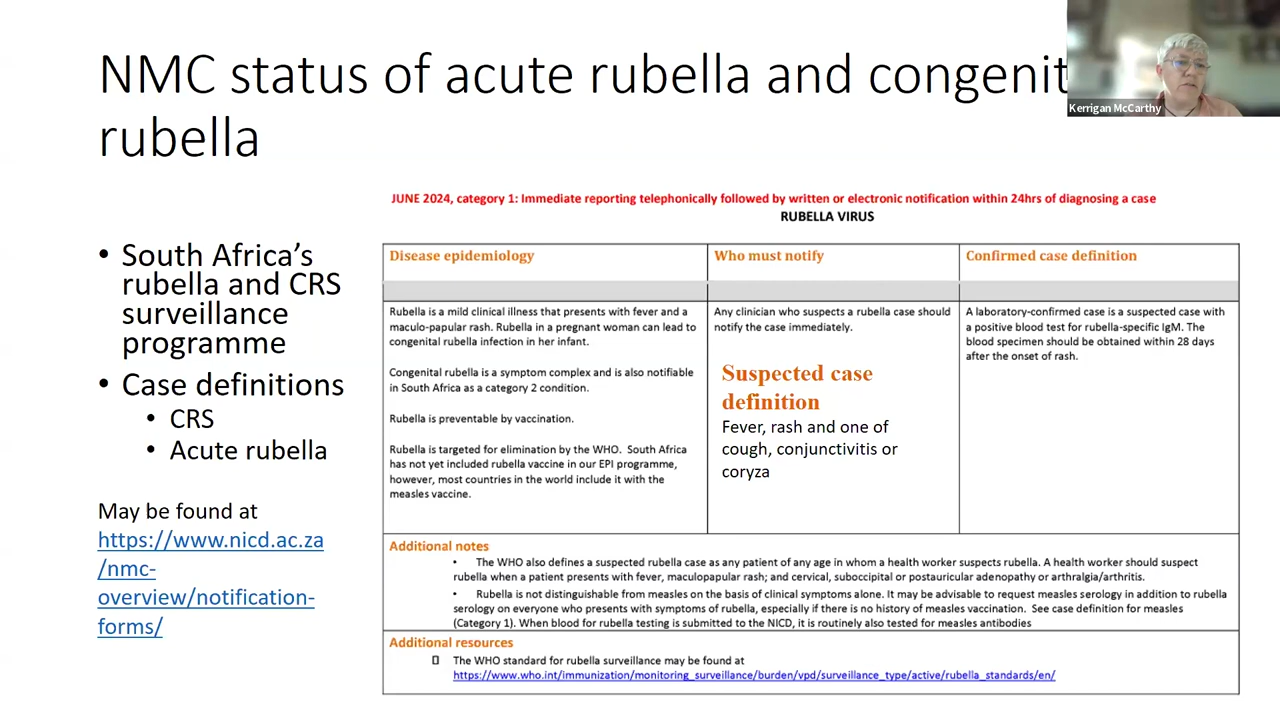 NMC status of acute rubella and congenit
rubella
Kerrigan McCarthy
• South Africa's
rubella and CRS
surveillance
programme
• Case definitions
• CRS
• Acute rubella
May be found at
https://www.nicd.ac.za
/nmc-
overview/notification-
forms/
JUNE 2024, category 1: Immediate reporting telephonically followed by written or electronic notification within 24hrs of diagnosing a case
RUBELLA VIRUS
Disease epidemiology
Rubella is a mild clinical illness that presents with fever and a
maculo-papular rash. Rubella in a pregnant woman can lead to
congenital rubella infection in her infant.
Congenital rubella is a symptom complex and is also notifiable
in South Africa as a category 2 condition.
Rubella is preventable by vaccination.
Rubella is targeted for elimination by the WHO. South Africa
has not yet included rubella vaccine in our EPI programme,
however, most countries in the world include it with the
measles vaccine.
Who must notify
Any clinician who suspects a rubella case should
notify the case immediately.
Suspected case
definition
Fever, rash and one of
cough, conjunctivitis or
coryza
Confirmed case definition
A laboratory-confirmed case is a suspected case with
a positive blood test for rubella-specific IgM. The
blood specimen should be obtained within 28 days
after the onset of rash.
Additional notes
• The WHO also defines a suspected rubella case as any patient of any age in whom a health worker suspects rubella. A health worker should suspect
rubella when a patient presents with fever, maculopapular rash; and cervical, suboccipital or postauricular adenopathy or arthralgia/arthritis.
• Rubella is not distinguishable from measles on the basis of clinical symptoms alone. It may be advisable to request measles serology in addition to rubella
serology on everyone who presents with symptoms of rubella, especially if there is no history of measles vaccination. See case definition for measles
(Category 1). When blood for rubella testing is submitted to the NICD, it is routinely also tested for measles antibodies
Additional resources
The WHO standard for rubella surveillance may be found at
https://www.who.int/immunization/monitoring_surveillance/burden/vpd/surveillance_type/active/rubella_standards/en/